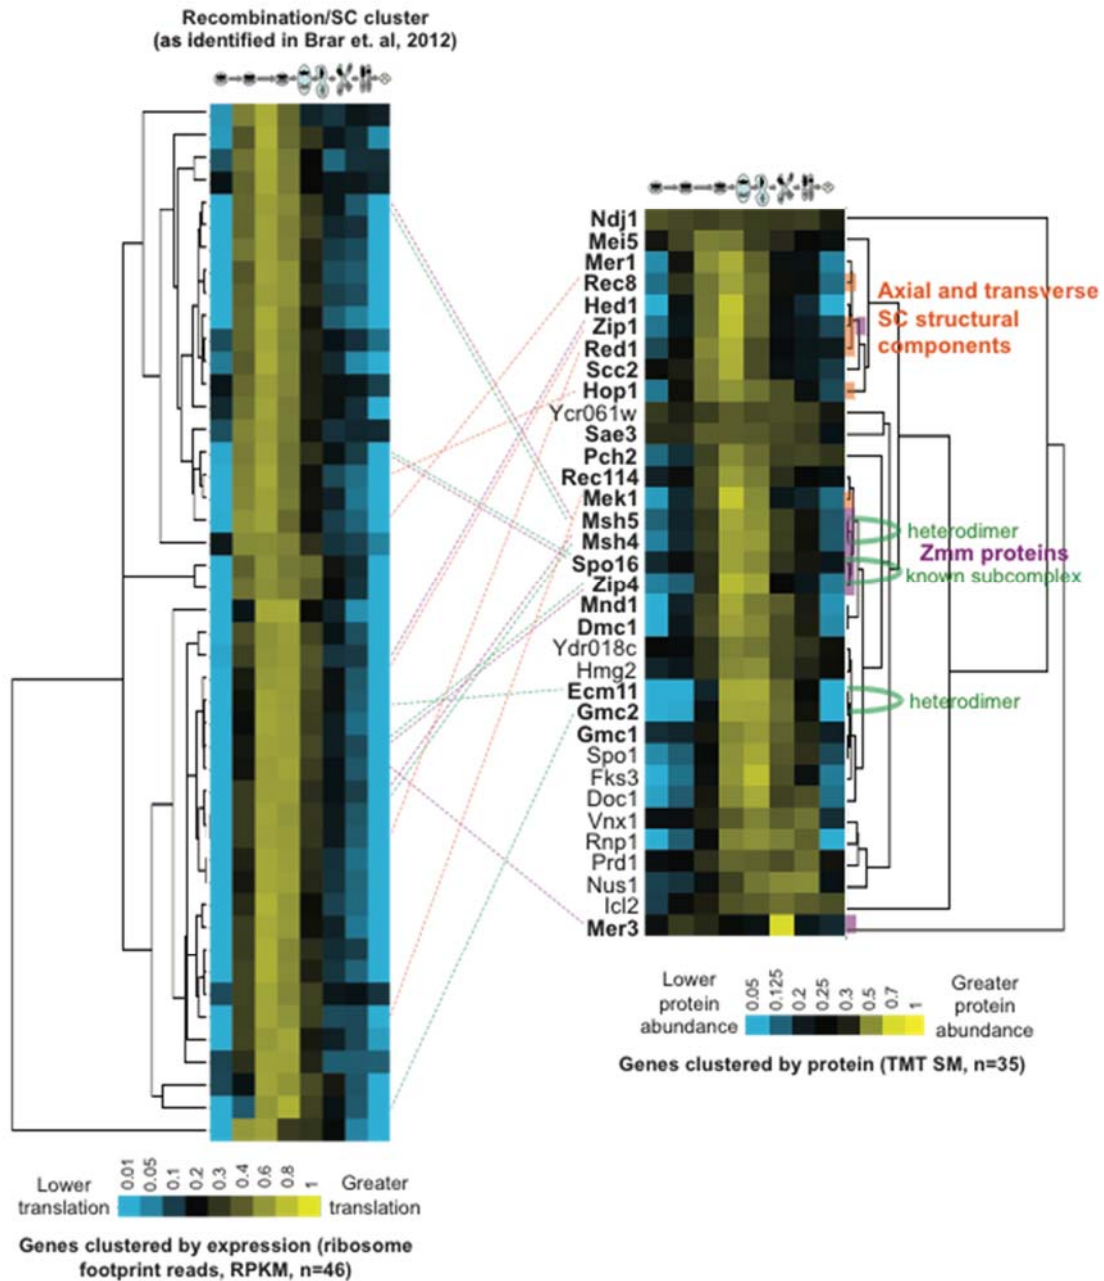 Recombination/SC cluster
(as identified in Brar et. al, 2012)
Ndj1
Mei5
Mer1
Rec8
Hed1
Zip1
Red1
Scc2
Hop1
Ycr061w
Sae3
Pch2
Rec114
Mek1
Msh5
Msh4
Spo16
Zip4
Mnd1
Dmc1
Ydr018c
Hmg2
Ecm11
Gmc2
Gmc1
Spo1
Fks3
Doc1
Vnx1
Rnp1
Prd1
Nus1
Icl2
Mer3
Axial and transverse
SC structural
components
heterodimer
Zmm proteins
known subcomplex
heterodimer
Lower
protein
abundance
0.05
0.125
0.2
0.25
0.3
0.5
0.7
1
Greater
protein
abundance
Genes clustered by protein (TMT SM, n=35)
Lower
translation
0.01
0.05
0.1
0.2
0.3
0.4
0.6
0.8
1
Greater
translation
Genes clustered by expression (ribosome
footprint reads, RPKM, n=46)